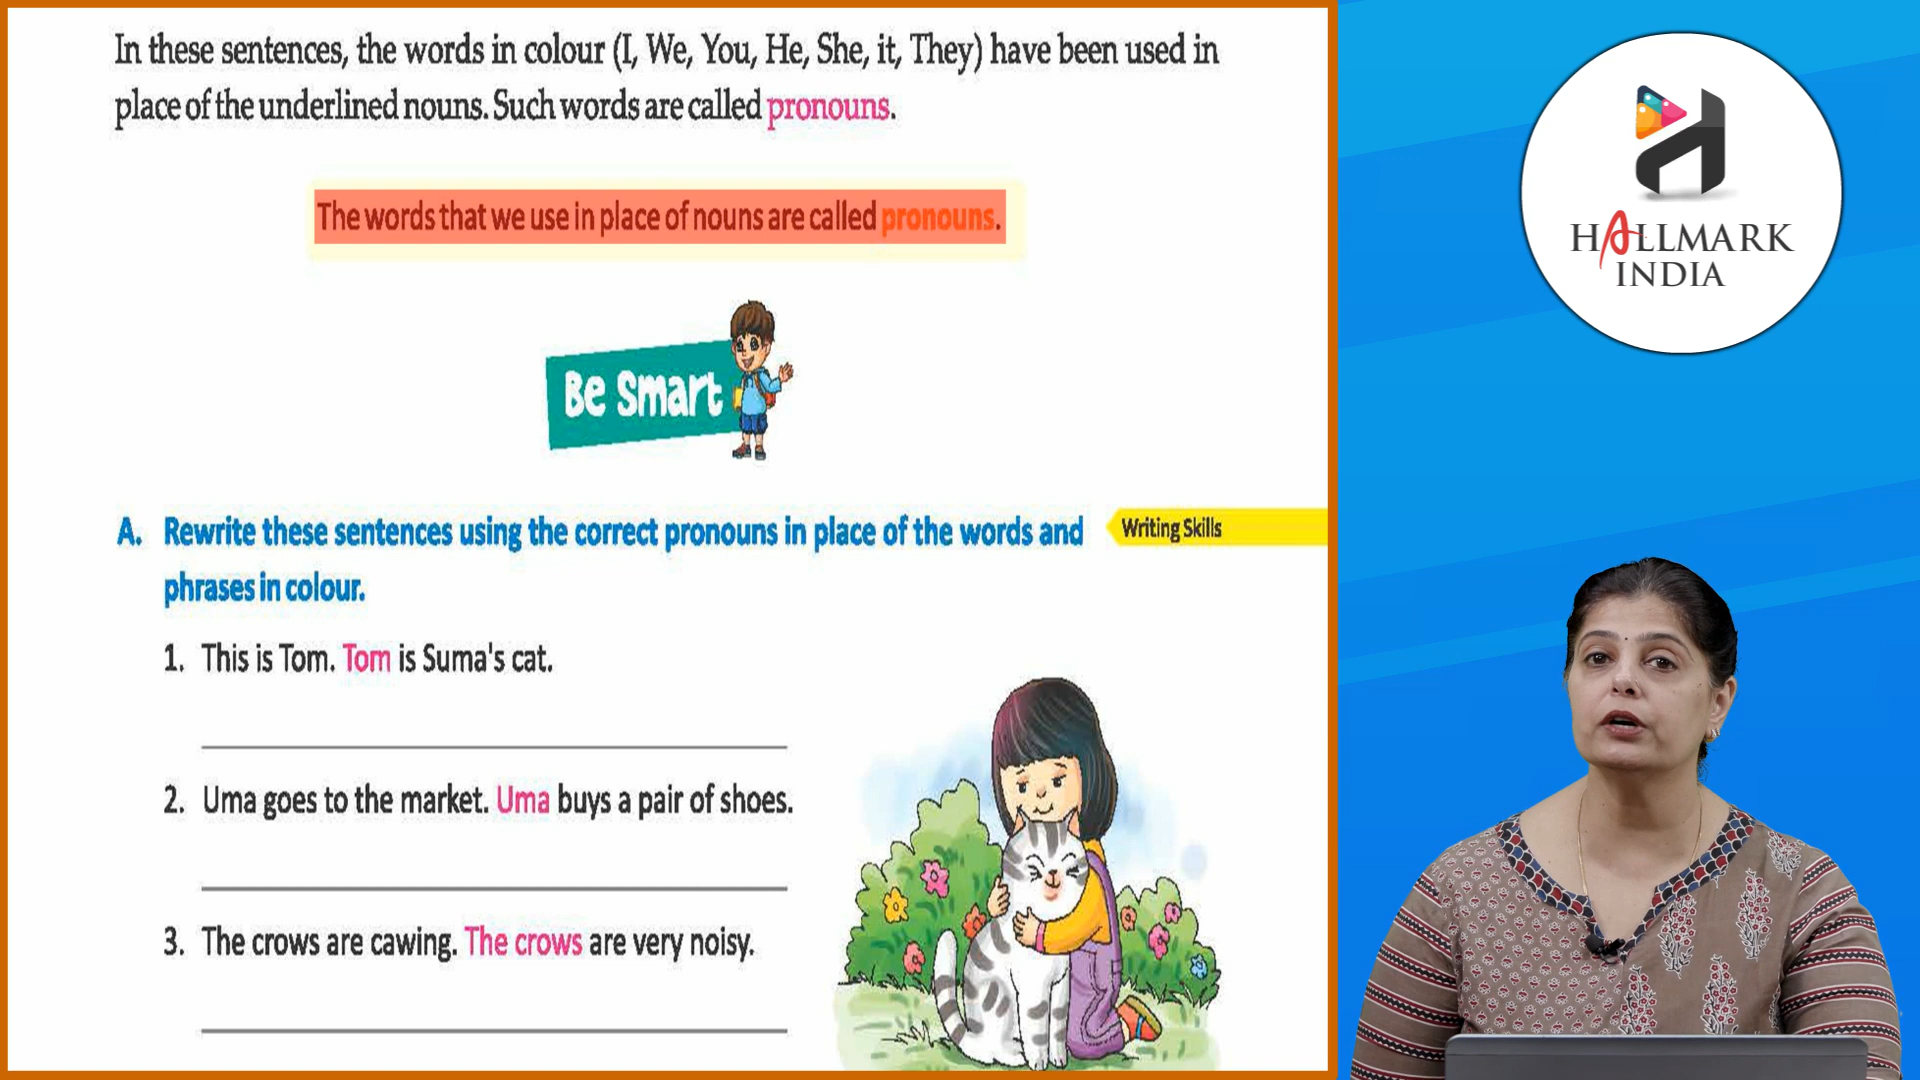 In these sentences, the words in colour (I, We, You, He, She, it, They) have been used in
place of the underlined nouns. Such words are called pronouns.
The words that we use in place of nouns are called pronouns.
Be Smart
A. Rewrite these sentences using the correct pronouns in place of the words and
phrases in colour.
Writing Skills
1. This is Tom. Tom is Suma's cat.
2. Uma goes to the market. Uma buys a pair of shoes.
3. The crows are cawing. The crows are very noisy.
HALLMARK
INDIA